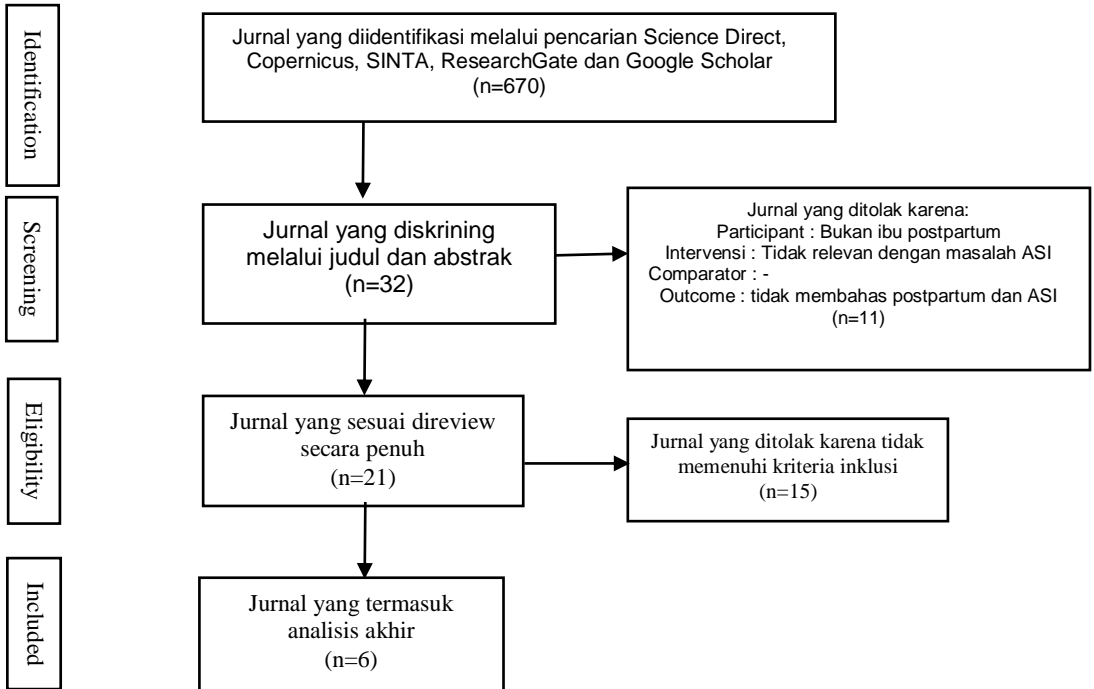 Identification
Jurnal yang diidentifikasi melalui pencarian Science Direct,
Copernicus, SINTA, ResearchGate dan Google Scholar
(n=670)
Screening
Jurnal yang diskrining
melalui judul dan abstrak
(n=32)
Jurnal yang ditolak karena:
Participant : Bukan ibu postpartum
Intervensi : Tidak relevan dengan masalah ASI
Comparator : -
Outcome : tidak membahas postpartum dan ASI
(n=11)
Eligibility
Jurnal yang sesuai direview
secara penuh
(n=21)
Jurnal yang ditolak karena tidak
memenuhi kriteria inklusi
(n=15)
Included
Jurnal yang termasuk
analisis akhir
(n=6)